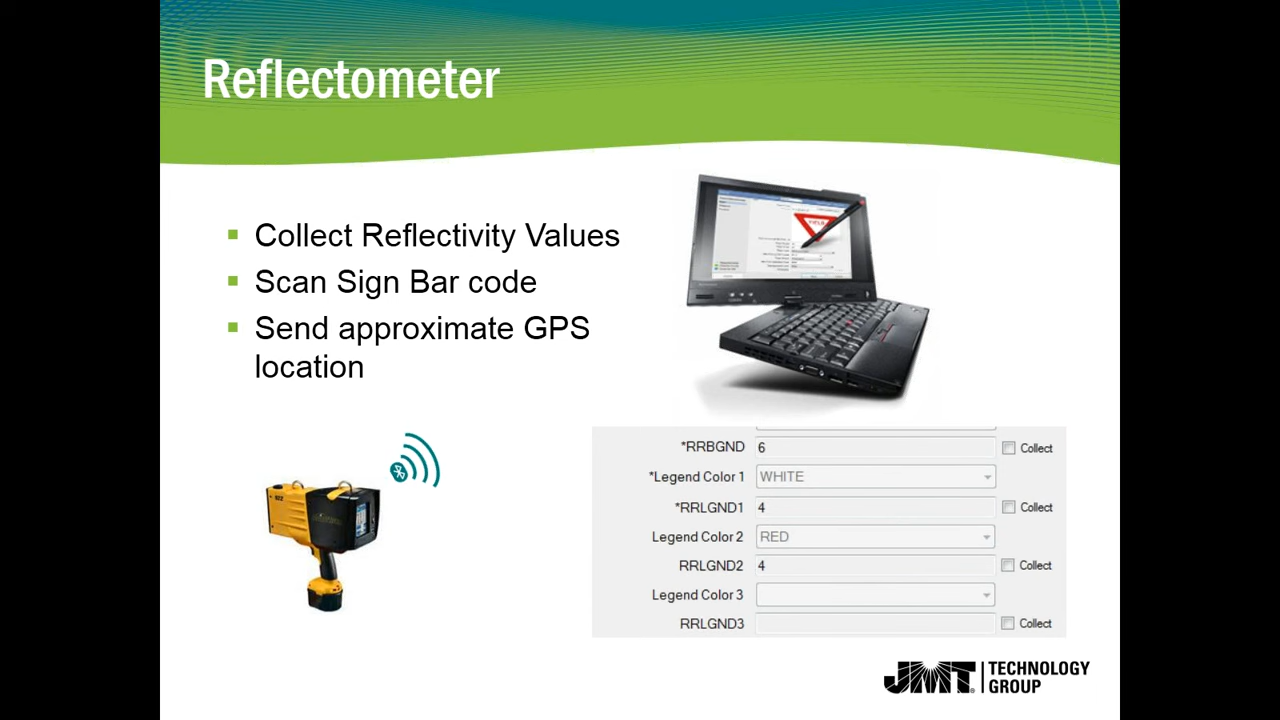 Reflectometer
Collect Reflectivity Values
Scan Sign Bar code
Send approximate GPS
location
YIELD
*RRBGND 6 Collect
*Legend Color 1 WHITE
*RRLGND1 4 Collect
Legend Color 2 RED
RRLGND2 4 Collect
Legend Color 3
RRLGND3 Collect
JMT TECHNOLOGY
GROUP